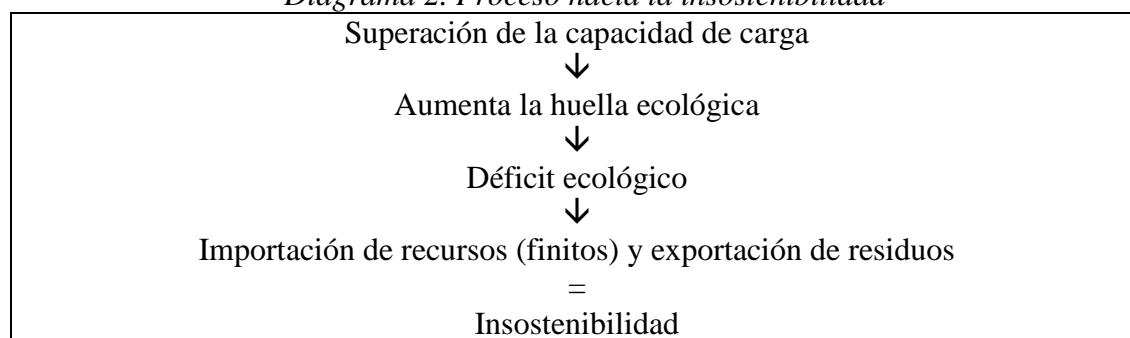 Diagrama 2. Proceso hacia la insostenibilidad
Superación de la capacidad de carga
↓
Aumenta la huella ecológica
↓
Déficit ecológico
↓
Importación de recursos (finitos) y exportación de residuos
=
Insostenibilidad